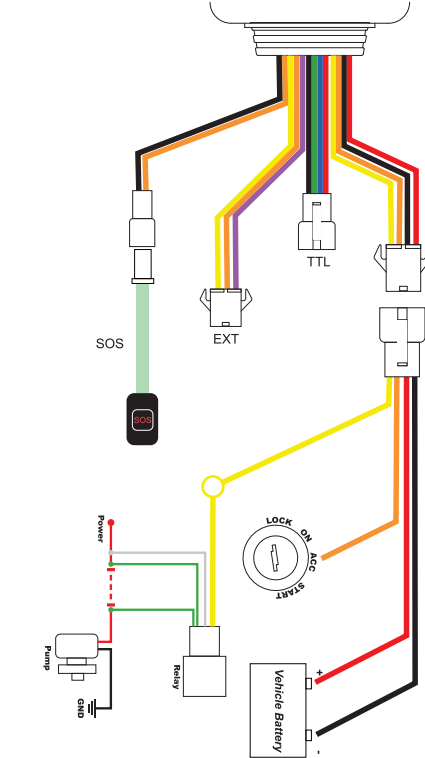 TTL
EXT
SOS
SOS
LOCK
ON
ACC
START
Power
Relay
Pump
GND
Vehicle Battery
+
-